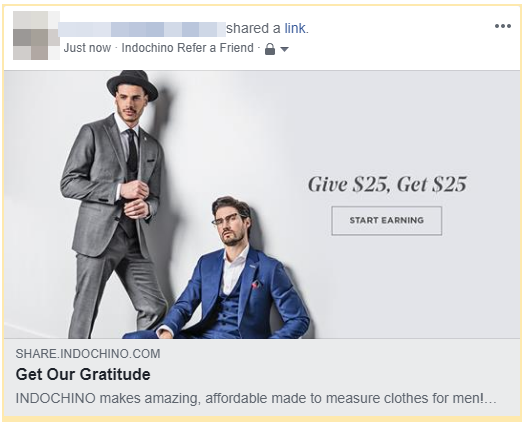 shared a link.
Just now · Indochino Refer a Friend ·
Give $25, Get $25
START EARNING
SHARE.INDOCHINO.COM
Get Our Gratitude
INDOCHINO makes amazing, affordable made to measure clothes for men!...